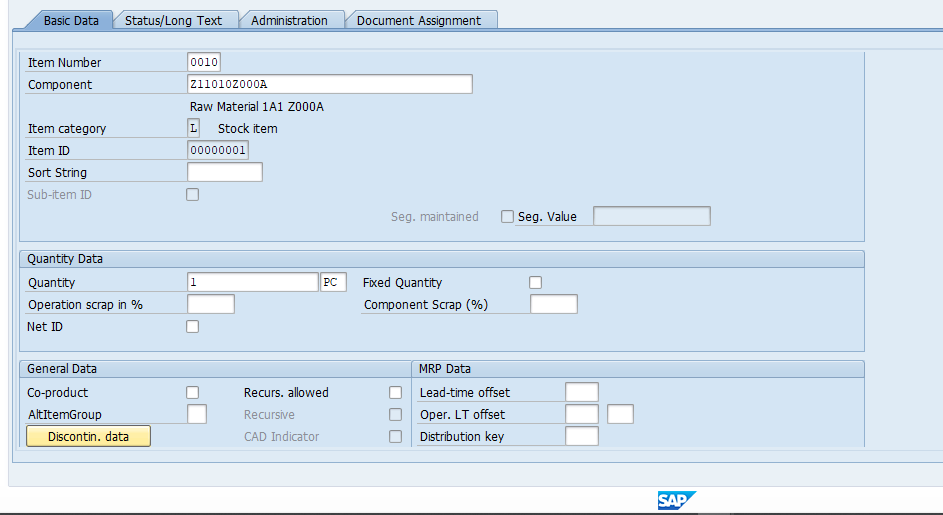 Basic Data Status/Long Text Administration Document Assignment
Item Number 0010
Component Z11010Z000A
Raw Material 1A1 Z000A
Item category L Stock item
Item ID 00000001
Sort String
Sub-item ID
Seg. maintained Seg. Value
Quantity Data
Quantity 1 PC Fixed Quantity
Operation scrap in % Component Scrap (%)
Net ID
General Data MRP Data
Co-product Recurs. allowed Lead-time offset
AltItemGroup Recursive Oper. LT offset
Discontin. data CAD Indicator Distribution key
SAP